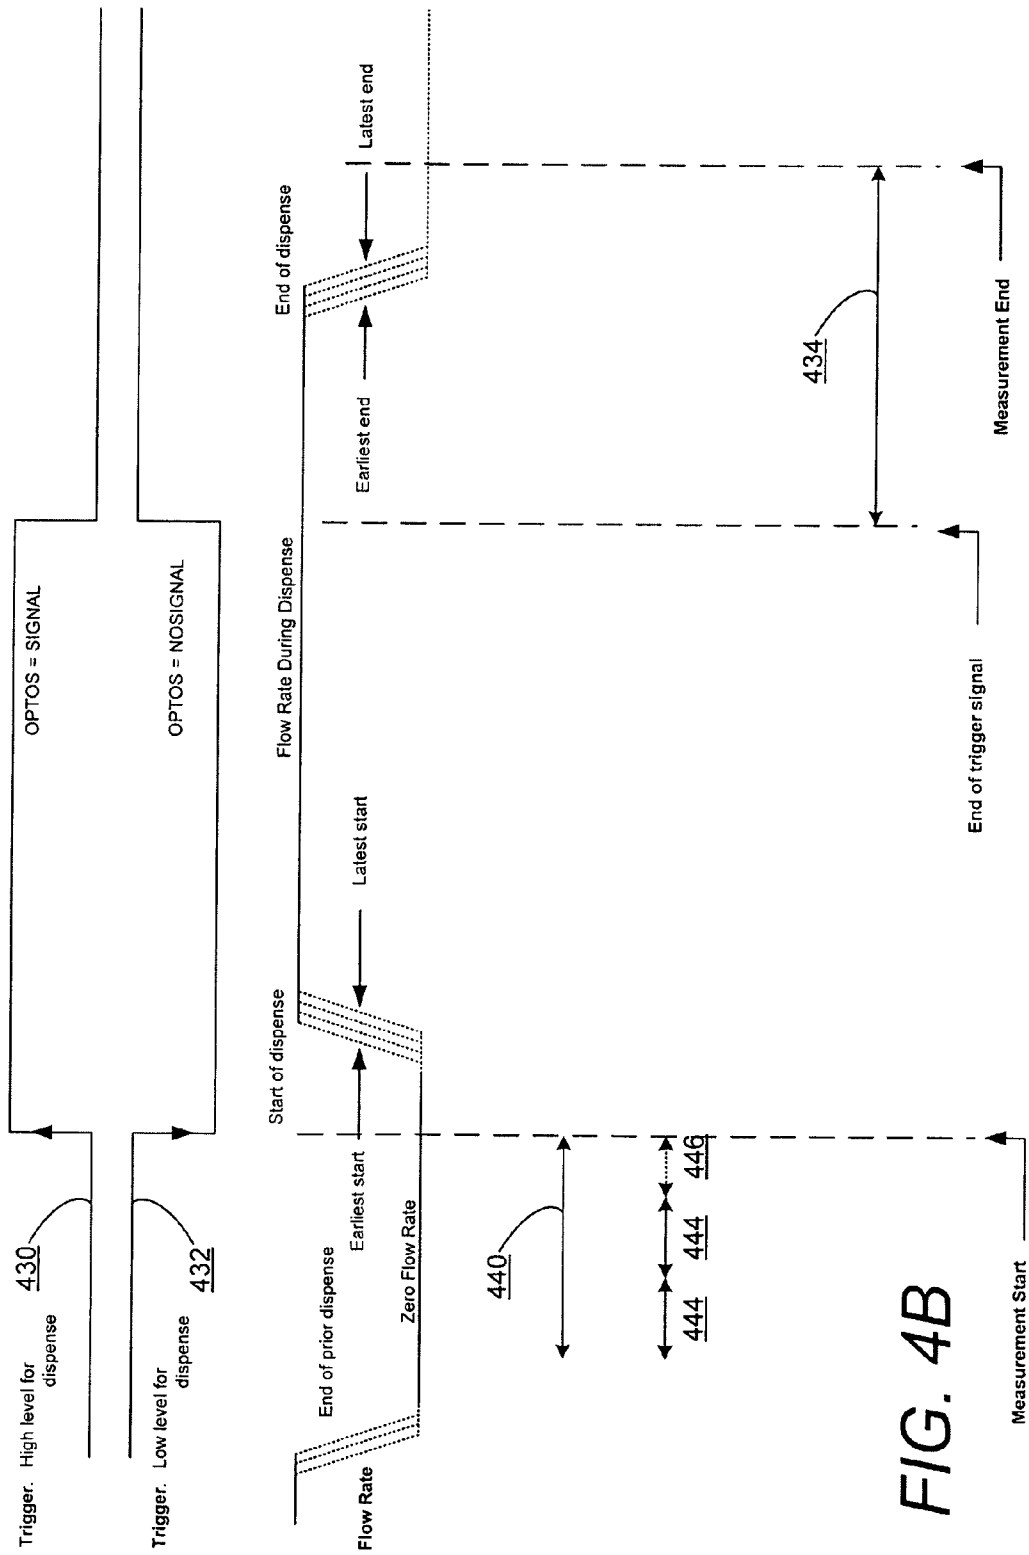 Trigger. High level for
dispense
430
OPTOS = SIGNAL
Trigger. Low level for
dispense
432
OPTOS = NOSIGNAL
Start of dispense
Flow Rate During Dispense
End of dispense
End of prior dispense
Flow Rate
Earliest start
Latest start
Earliest end
Latest end
Zero Flow Rate
440
444
444
446
434
FIG. 4B
Measurement Start
End of trigger signal
Measurement End